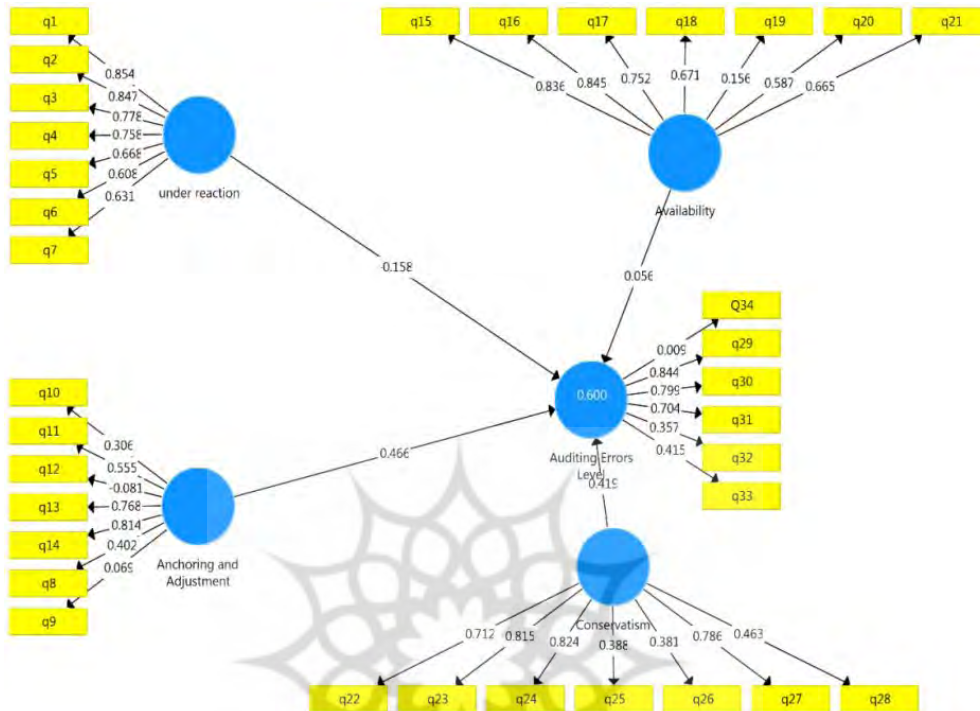 q1
q2
q3
q4
q5
q6
q7
0.854
0.847
0.778
0.758
0.668
0.608
0.631
under reaction
q15
q16
q17
q18
q19
q20
q21
0.836
0.845
0.752
0.671
0.156
0.587
0.665
Availability
0.158
0.056
Q34
q29
q30
q31
q32
q33
0.009
0.844
0.799
0.704
0.357
0.415
0.600
Auditing Errors
Level
q10
q11
q12
q13
q14
q8
q9
0.306
0.555
-0.081
0.768
0.814
0.402
0.069
Anchoring and
Adjustment
0.466
0.419
Conservatism
0.712
0.815
0.824
0.388
0.381
0.786
0.463
q22
q23
q24
q25
q26
q27
q28